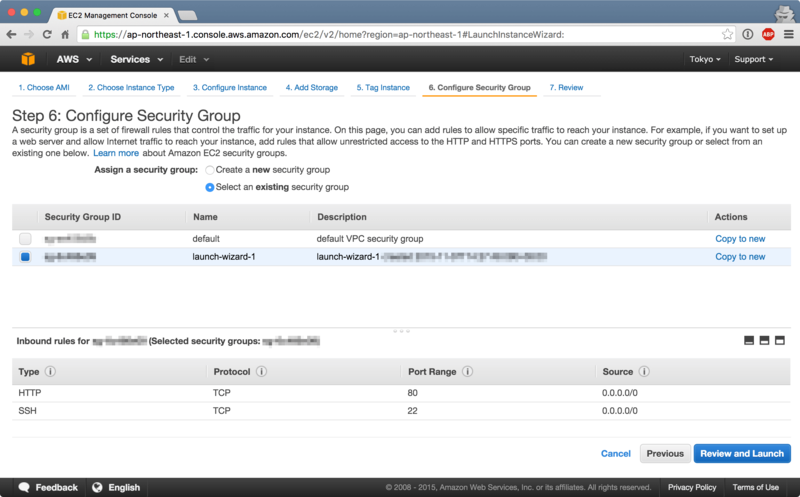 EC2 Management Console
https://ap-northeast-1.console.aws.amazon.com/ec2/v2/home?region=ap-northeast-1#LaunchInstanceWizard:
ABP
AWS Services Edit Tokyo Support
1. Choose AMI 2. Choose Instance Type 3. Configure Instance 4. Add Storage 5. Tag Instance 6. Configure Security Group 7. Review
Step 6: Configure Security Group
A security group is a set of firewall rules that control the traffic for your instance. On this page, you can add rules to allow specific traffic to reach your instance. For example, if you want to set up
a web server and allow Internet traffic to reach your instance, add rules that allow unrestricted access to the HTTP and HTTPS ports. You can create a new security group or select from an
existing one below. Learn more about Amazon EC2 security groups.
Assign a security group: Create a new security group
Select an existing security group
Security Group ID Name Description Actions
default default VPC security group Copy to new
launch-wizard-1 launch-wizard-1 Copy to new
Inbound rules for (Selected security groups:
Type Protocol Port Range Source
HTTP TCP 80 0.0.0.0/0
SSH TCP 22 0.0.0.0/0
Cancel Previous Review and Launch
Feedback English © 2008 - 2015, Amazon Web Services, Inc. or its affiliates. All rights reserved. Privacy Policy Terms of Use